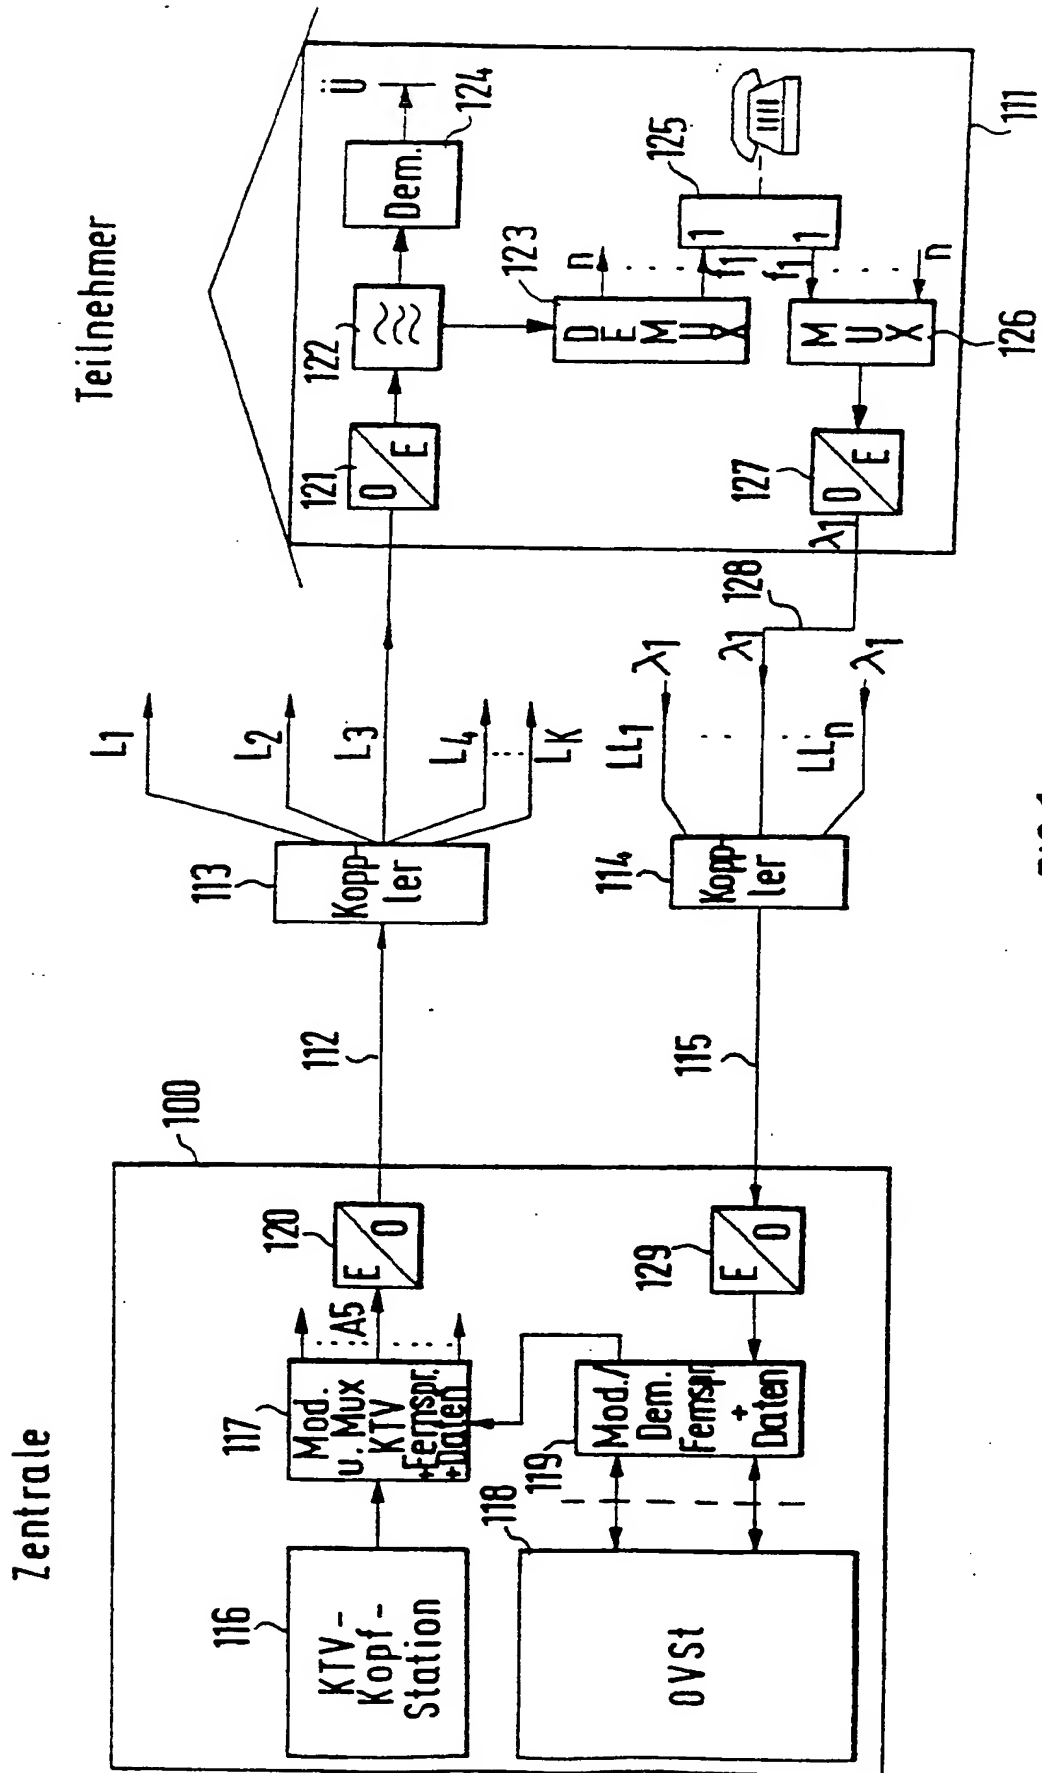 Zentrale
Teilnehmer
100
116
KTV-
Kopf-
Station
117
Mod.
u. Mux
KTV
+Fernspr.
+Daten
A5
120
E
O
112
113
Kopp
ler
L1
L2
L3
L4
LK
121
O
E
122
Dem.
124
Ü
123
DEMUX
n
f1
125
1
1
f1
n
MUX
126
127
O
E
λ1
128
111
LL1
λ1
λ1
LLn
λ1
114
Kopp
ler
115
129
E
O
119
Mod./
Dem.
Fernspr.
+
Daten
118
OVSt